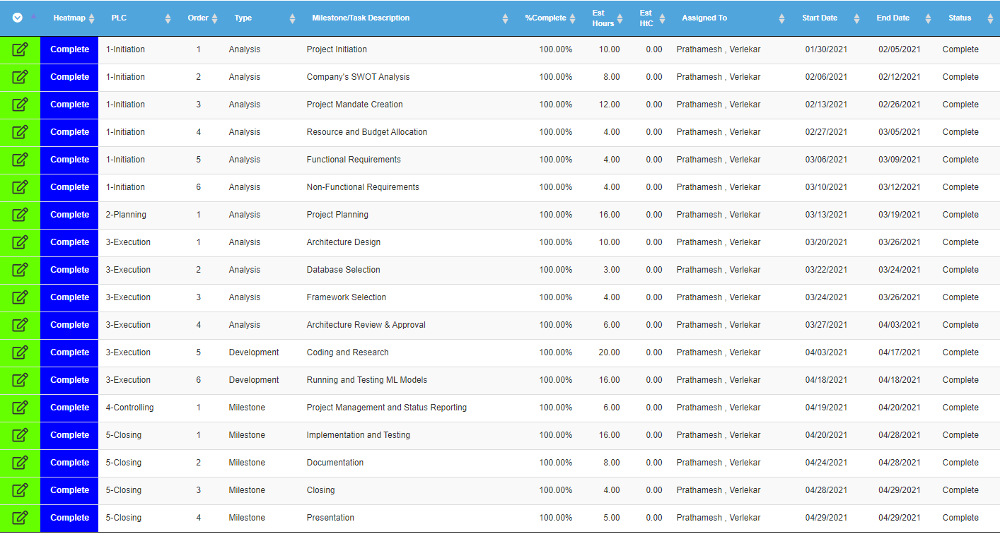 Heatmap PLC Order Type Milestone/Task Description %Complete Est Hours Est HtC Assigned To Start Date End Date Status
Complete 1-Initiation 1 Analysis Project Initiation 100.00% 10.00 0.00 Prathamesh , Verlekar 01/30/2021 02/05/2021 Complete
Complete 1-Initiation 2 Analysis Company's SWOT Analysis 100.00% 8.00 0.00 Prathamesh , Verlekar 02/06/2021 02/12/2021 Complete
Complete 1-Initiation 3 Analysis Project Mandate Creation 100.00% 12.00 0.00 Prathamesh , Verlekar 02/13/2021 02/26/2021 Complete
Complete 1-Initiation 4 Analysis Resource and Budget Allocation 100.00% 4.00 0.00 Prathamesh , Verlekar 02/27/2021 03/05/2021 Complete
Complete 1-Initiation 5 Analysis Functional Requirements 100.00% 4.00 0.00 Prathamesh , Verlekar 03/06/2021 03/09/2021 Complete
Complete 1-Initiation 6 Analysis Non-Functional Requirements 100.00% 4.00 0.00 Prathamesh , Verlekar 03/10/2021 03/12/2021 Complete
Complete 2-Planning 1 Analysis Project Planning 100.00% 16.00 0.00 Prathamesh , Verlekar 03/13/2021 03/19/2021 Complete
Complete 3-Execution 1 Analysis Architecture Design 100.00% 10.00 0.00 Prathamesh , Verlekar 03/20/2021 03/26/2021 Complete
Complete 3-Execution 2 Analysis Database Selection 100.00% 3.00 0.00 Prathamesh , Verlekar 03/22/2021 03/24/2021 Complete
Complete 3-Execution 3 Analysis Framework Selection 100.00% 4.00 0.00 Prathamesh , Verlekar 03/24/2021 03/26/2021 Complete
Complete 3-Execution 4 Analysis Architecture Review & Approval 100.00% 6.00 0.00 Prathamesh , Verlekar 03/27/2021 04/03/2021 Complete
Complete 3-Execution 5 Development Coding and Research 100.00% 20.00 0.00 Prathamesh , Verlekar 04/03/2021 04/17/2021 Complete
Complete 3-Execution 6 Development Running and Testing ML Models 100.00% 16.00 0.00 Prathamesh , Verlekar 04/18/2021 04/18/2021 Complete
Complete 4-Controlling 1 Milestone Project Management and Status Reporting 100.00% 6.00 0.00 Prathamesh , Verlekar 04/19/2021 04/20/2021 Complete
Complete 5-Closing 1 Milestone Implementation and Testing 100.00% 16.00 0.00 Prathamesh , Verlekar 04/20/2021 04/28/2021 Complete
Complete 5-Closing 2 Milestone Documentation 100.00% 8.00 0.00 Prathamesh , Verlekar 04/24/2021 04/28/2021 Complete
Complete 5-Closing 3 Milestone Closing 100.00% 4.00 0.00 Prathamesh , Verlekar 04/28/2021 04/29/2021 Complete
Complete 5-Closing 4 Milestone Presentation 100.00% 5.00 0.00 Prathamesh , Verlekar 04/29/2021 04/29/2021 Complete